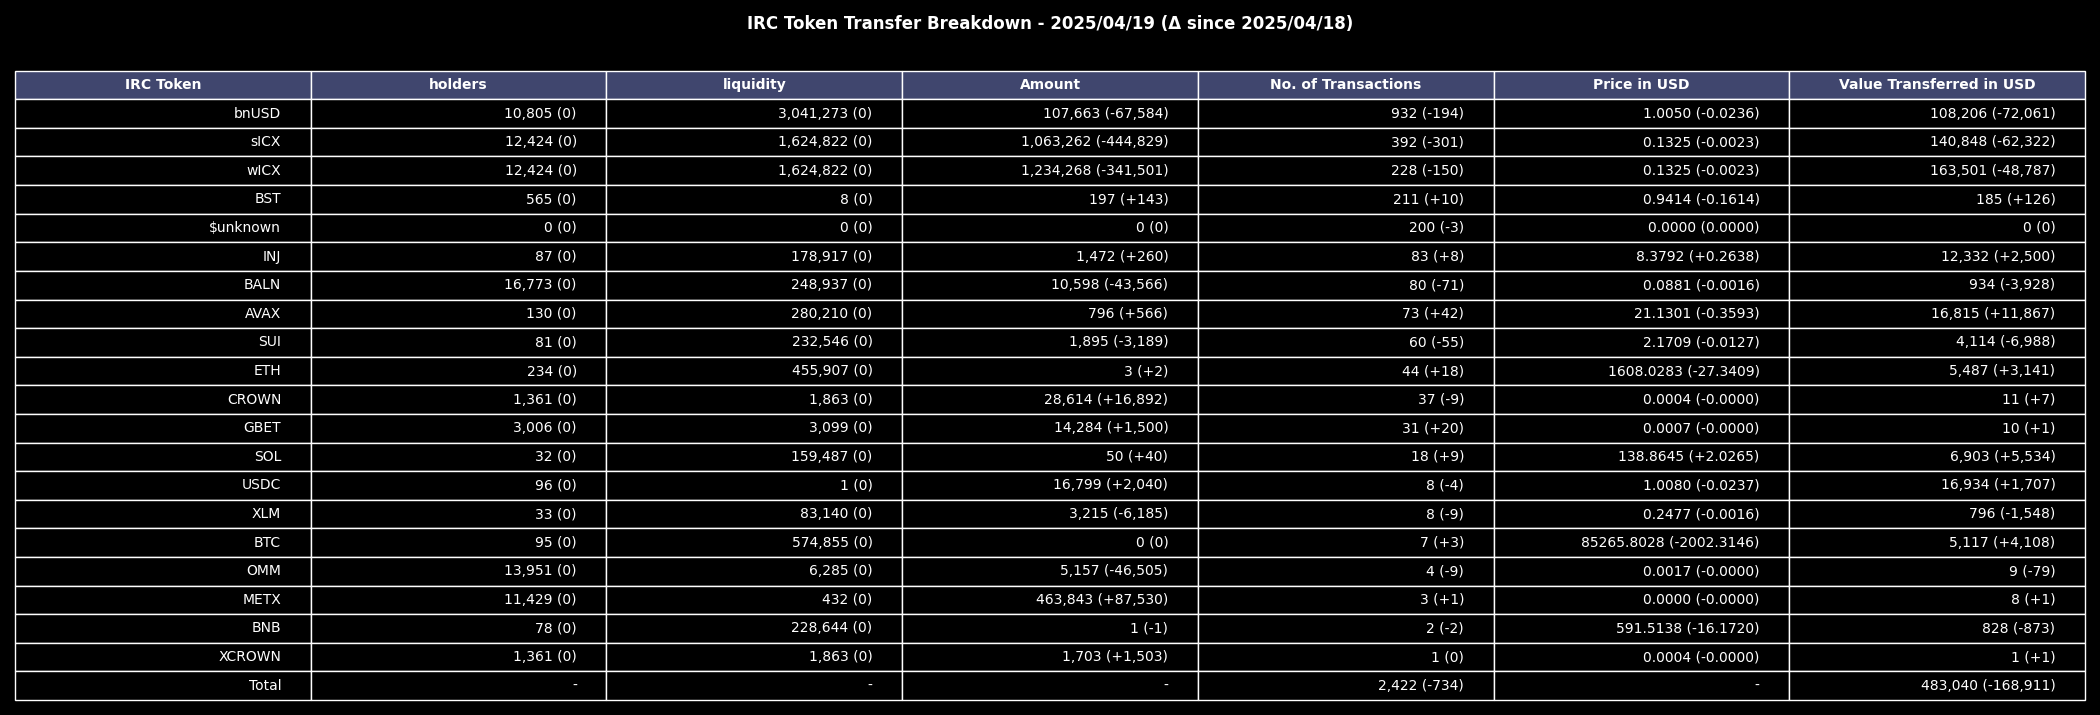 IRC Token Transfer Breakdown - 2025/04/19 (Δ since 2025/04/18)
IRC Token holders liquidity Amount No. of Transactions Price in USD Value Transferred in USD
bnUSD 10,805 (0) 3,041,273 (0) 107,663 (-67,584) 932 (-194) 1.0050 (-0.0236) 108,206 (-72,061)
sICX 12,424 (0) 1,624,822 (0) 1,063,262 (-444,829) 392 (-301) 0.1325 (-0.0023) 140,848 (-62,322)
wICX 12,424 (0) 1,624,822 (0) 1,234,268 (-341,501) 228 (-150) 0.1325 (-0.0023) 163,501 (-48,787)
BST 565 (0) 8 (0) 197 (+143) 211 (+10) 0.9414 (-0.1614) 185 (+126)
$unknown 0 (0) 0 (0) 0 (0) 200 (-3) 0.0000 (0.0000) 0 (0)
INJ 87 (0) 178,917 (0) 1,472 (+260) 83 (+8) 8.3792 (+0.2638) 12,332 (+2,500)
BALN 16,773 (0) 248,937 (0) 10,598 (-43,566) 80 (-71) 0.0881 (-0.0016) 934 (-3,928)
AVAX 130 (0) 280,210 (0) 796 (+566) 73 (+42) 21.1301 (-0.3593) 16,815 (+11,867)
SUI 81 (0) 232,546 (0) 1,895 (-3,189) 60 (-55) 2.1709 (-0.0127) 4,114 (-6,988)
ETH 234 (0) 455,907 (0) 3 (+2) 44 (+18) 1608.0283 (-27.3409) 5,487 (+3,141)
CROWN 1,361 (0) 1,863 (0) 28,614 (+16,892) 37 (-9) 0.0004 (-0.0000) 11 (+7)
GBET 3,006 (0) 3,099 (0) 14,284 (+1,500) 31 (+20) 0.0007 (-0.0000) 10 (+1)
SOL 32 (0) 159,487 (0) 50 (+40) 18 (+9) 138.8645 (+2.0265) 6,903 (+5,534)
USDC 96 (0) 1 (0) 16,799 (+2,040) 8 (-4) 1.0080 (-0.0237) 16,934 (+1,707)
XLM 33 (0) 83,140 (0) 3,215 (-6,185) 8 (-9) 0.2477 (-0.0016) 796 (-1,548)
BTC 95 (0) 574,855 (0) 0 (0) 7 (+3) 85265.8028 (-2002.3146) 5,117 (+4,108)
OMM 13,951 (0) 6,285 (0) 5,157 (-46,505) 4 (-9) 0.0017 (-0.0000) 9 (-79)
METX 11,429 (0) 432 (0) 463,843 (+87,530) 3 (+1) 0.0000 (-0.0000) 8 (+1)
BNB 78 (0) 228,644 (0) 1 (-1) 2 (-2) 591.5138 (-16.1720) 828 (-873)
XCROWN 1,361 (0) 1,863 (0) 1,703 (+1,503) 1 (0) 0.0004 (-0.0000) 1 (+1)
Total - - - 2,422 (-734) - 483,040 (-168,911)